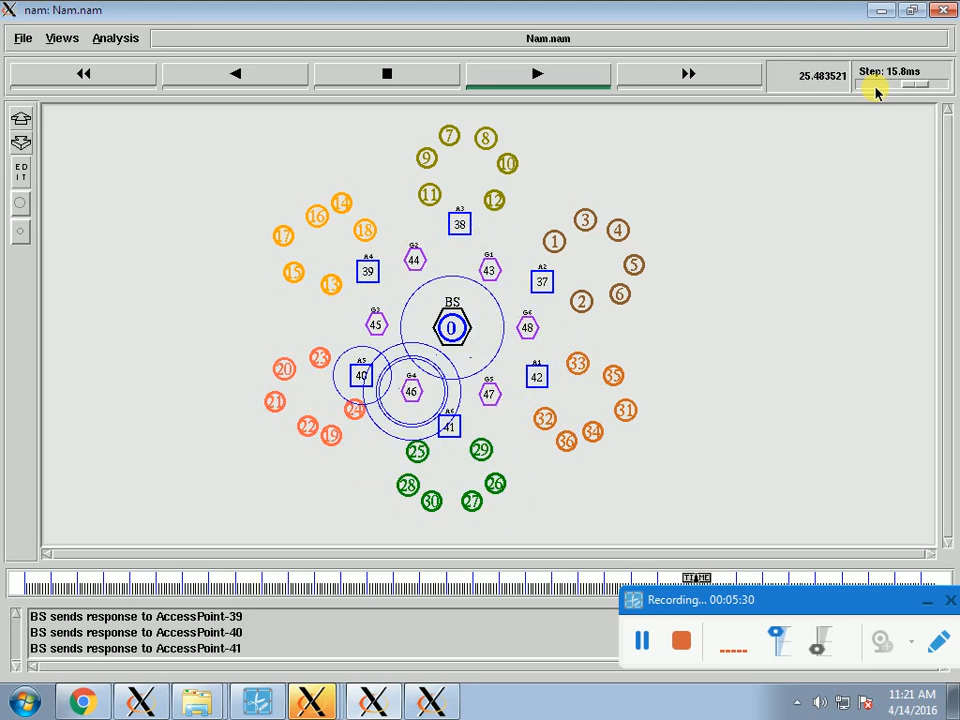 nam: Nam.nam
File Views Analysis Nam.nam
25.483521 Step: 15.8ms
ED
IT
7 8
9 10
11 12
A3
38
14
16
17 18
15 13
A4
39
G2
44
G1
43
3
1 4
5
2 6
A2
37
BS
0
G3
45
G6
48
23
20
21 24
22 19
A5
40
G4
46
G5
47
A1
42
33
35
31
32 34
36
A6
41
25 29
28 26
30 27
TIME
BS sends response to AccessPoint-39
BS sends response to AccessPoint-40
BS sends response to AccessPoint-41
Recording... 00:05:30
11:21 AM
4/14/2016